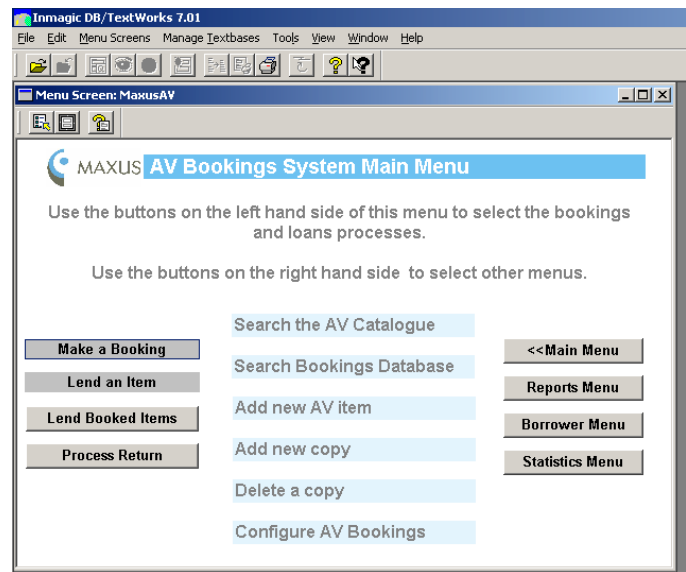 Inmagic DB/TextWorks 7.01
File Edit Menu Screens Manage Textbases Tools View Window Help
Menu Screen: MaxusAV
MAXUS AV Bookings System Main Menu
Use the buttons on the left hand side of this menu to select the bookings
and loans processes.
Use the buttons on the right hand side to select other menus.
Make a Booking
Lend an Item
Lend Booked Items
Process Return
Search the AV Catalogue
Search Bookings Database
Add new AV item
Add new copy
Delete a copy
Configure AV Bookings
<<Main Menu
Reports Menu
Borrower Menu
Statistics Menu